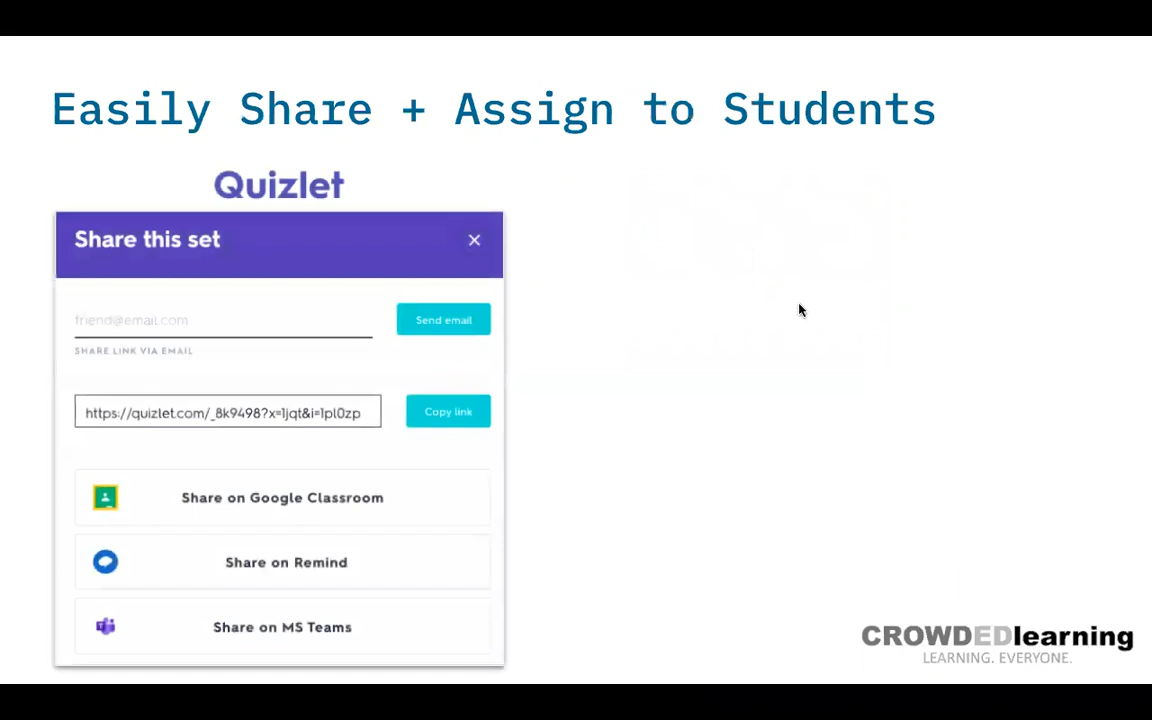 Easily Share + Assign to Students
Quizlet
Share this set
friend@email.com
Send email
SHARE LINK VIA EMAIL
https://quizlet.com/_8k9498?x=1jqt&i=1pl0zp
Copy link
Share on Google Classroom
Share on Remind
Share on MS Teams
CROWDEDlearning
LEARNING. EVERYONE.